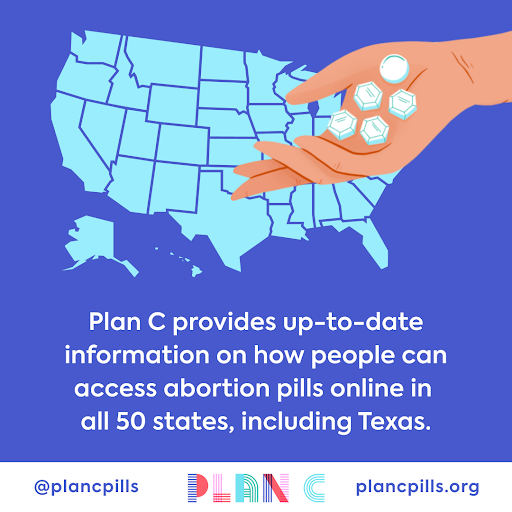 Plan C provides up-to-date
information on how people can
access abortion pills online in
all 50 states, including Texas.
@plancpills PLAN C plancpills.org